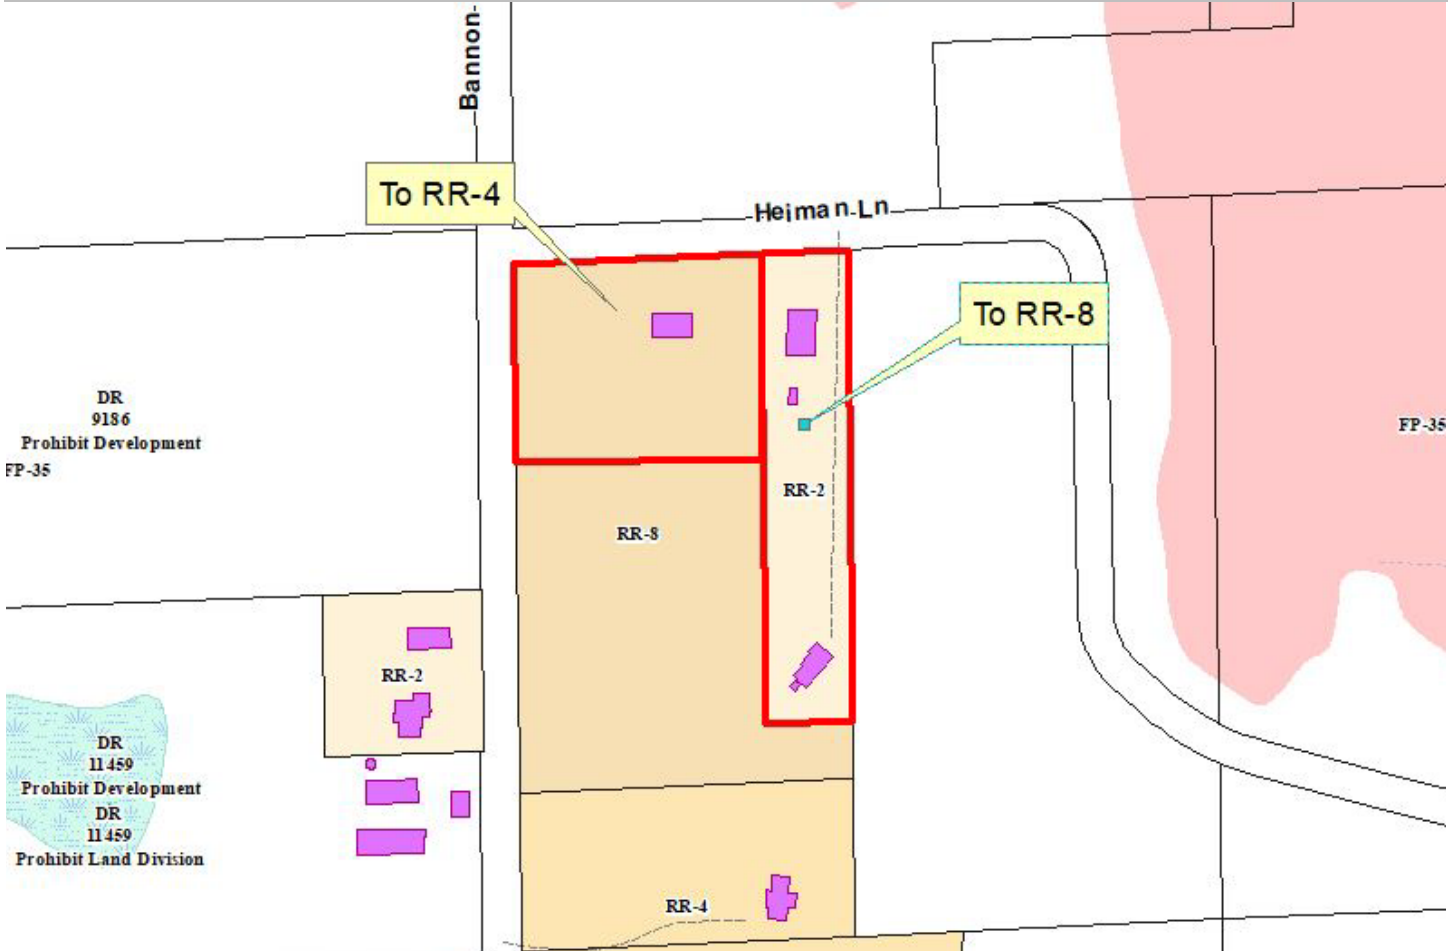 Bannon
To RR-4
Heiman Ln
To RR-8
DR
9186
Prohibit Development
FP-35
FP-35
RR-2
RR-8
RR-2
DR
11459
Prohibit Development
DR
11459
Prohibit Land Division
RR-4